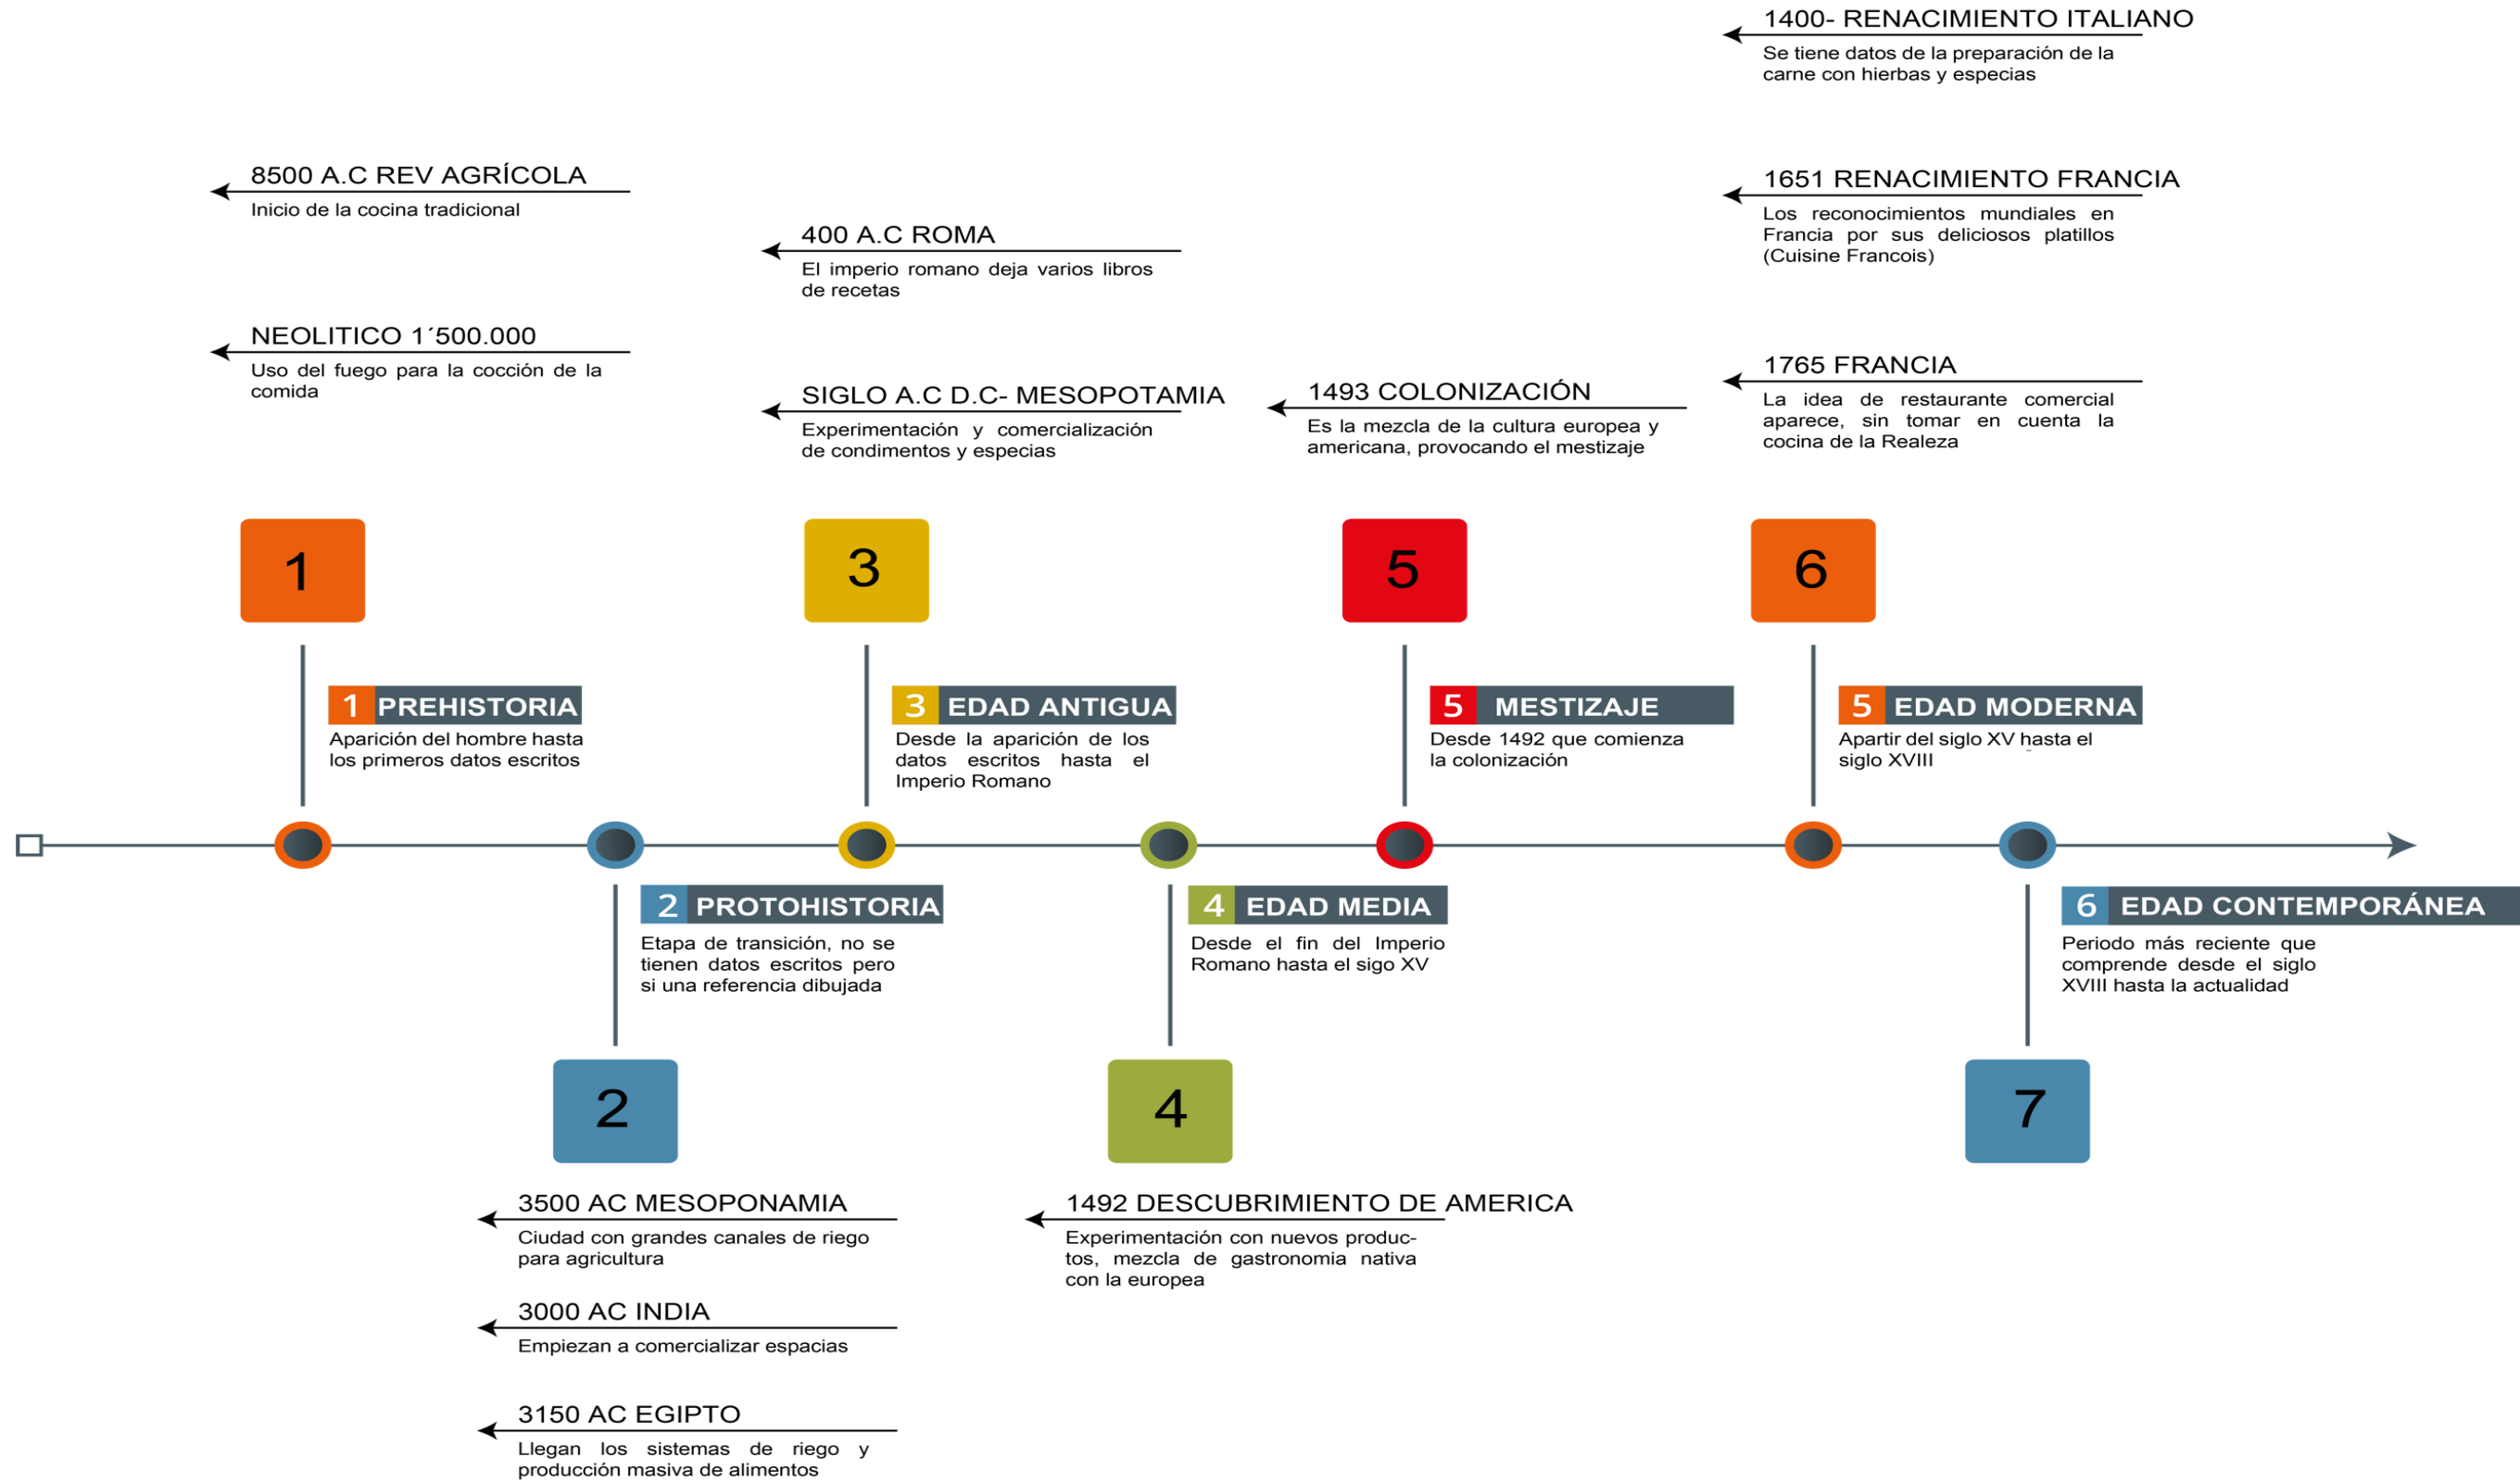 1400- RENACIMIENTO ITALIANO
Se tiene datos de la preparación de la
carne con hierbas y especias
8500 A.C REV AGRÍCOLA
Inicio de la cocina tradicional
1651 RENACIMIENTO FRANCIA
Los reconocimientos mundiales en
Francia por sus deliciosos platillos
(Cuisine Francois)
400 A.C ROMA
El imperio romano deja varios libros
de recetas
NEOLITICO 1´500.000
Uso del fuego para la cocción de la
comida
SIGLO A.C D.C- MESOPOTAMIA
Experimentación y comercialización
de condimentos y especias
1493 COLONIZACIÓN
Es la mezcla de la cultura europea y
americana, provocando el mestizaje
1765 FRANCIA
La idea de restaurante comercial
aparece, sin tomar en cuenta la
cocina de la Realeza
1
3
5
6
1 PREHISTORIA
Aparición del hombre hasta
los primeros datos escritos
3 EDAD ANTIGUA
Desde la aparición de los
datos escritos hasta el
Imperio Romano
5 MESTIZAJE
Desde 1492 que comienza
la colonización
5 EDAD MODERNA
Apartir del siglo XV hasta el
siglo XVIII
2 PROTOHISTORIA
Etapa de transición, no se
tienen datos escritos pero
si una referencia dibujada
4 EDAD MEDIA
Desde el fin del Imperio
Romano hasta el sigo XV
6 EDAD CONTEMPORÁNEA
Periodo más reciente que
comprende desde el siglo
XVIII hasta la actualidad
2
4
7
3500 AC MESOPONAMIA
Ciudad con grandes canales de riego
para agricultura
3000 AC INDIA
Empiezan a comercializar espacias
3150 AC EGIPTO
Llegan los sistemas de riego y
producción masiva de alimentos
1492 DESCUBRIMIENTO DE AMERICA
Experimentación con nuevos produc-
tos, mezcla de gastronomia nativa
con la europea